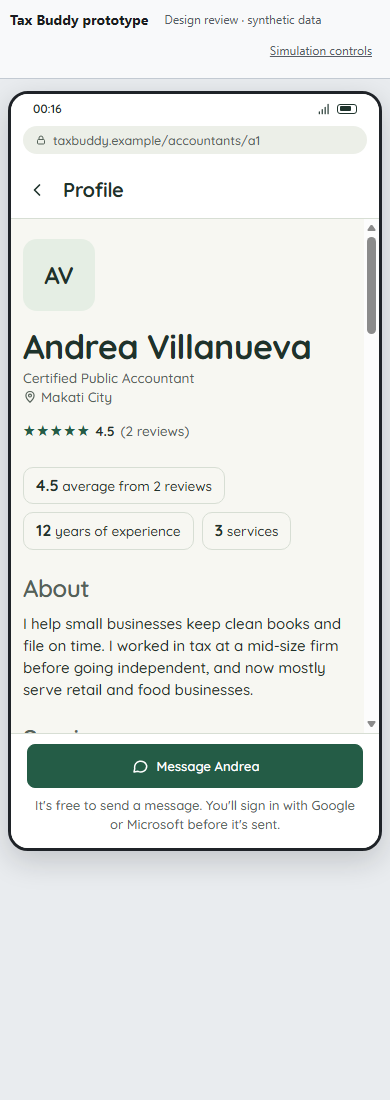 Tax Buddy prototype Design review · synthetic data
Simulation controls
00:16
taxbuddy.example/accountants/a1
Profile
AV
Andrea Villanueva
Certified Public Accountant
Makati City
★★★★★ 4.5 (2 reviews)
4.5 average from 2 reviews
12 years of experience
3 services
About
I help small businesses keep clean books and
file on time. I worked in tax at a mid-size firm
before going independent, and now mostly
serve retail and food businesses.
Message Andrea
It's free to send a message. You'll sign in with Google
or Microsoft before it's sent.